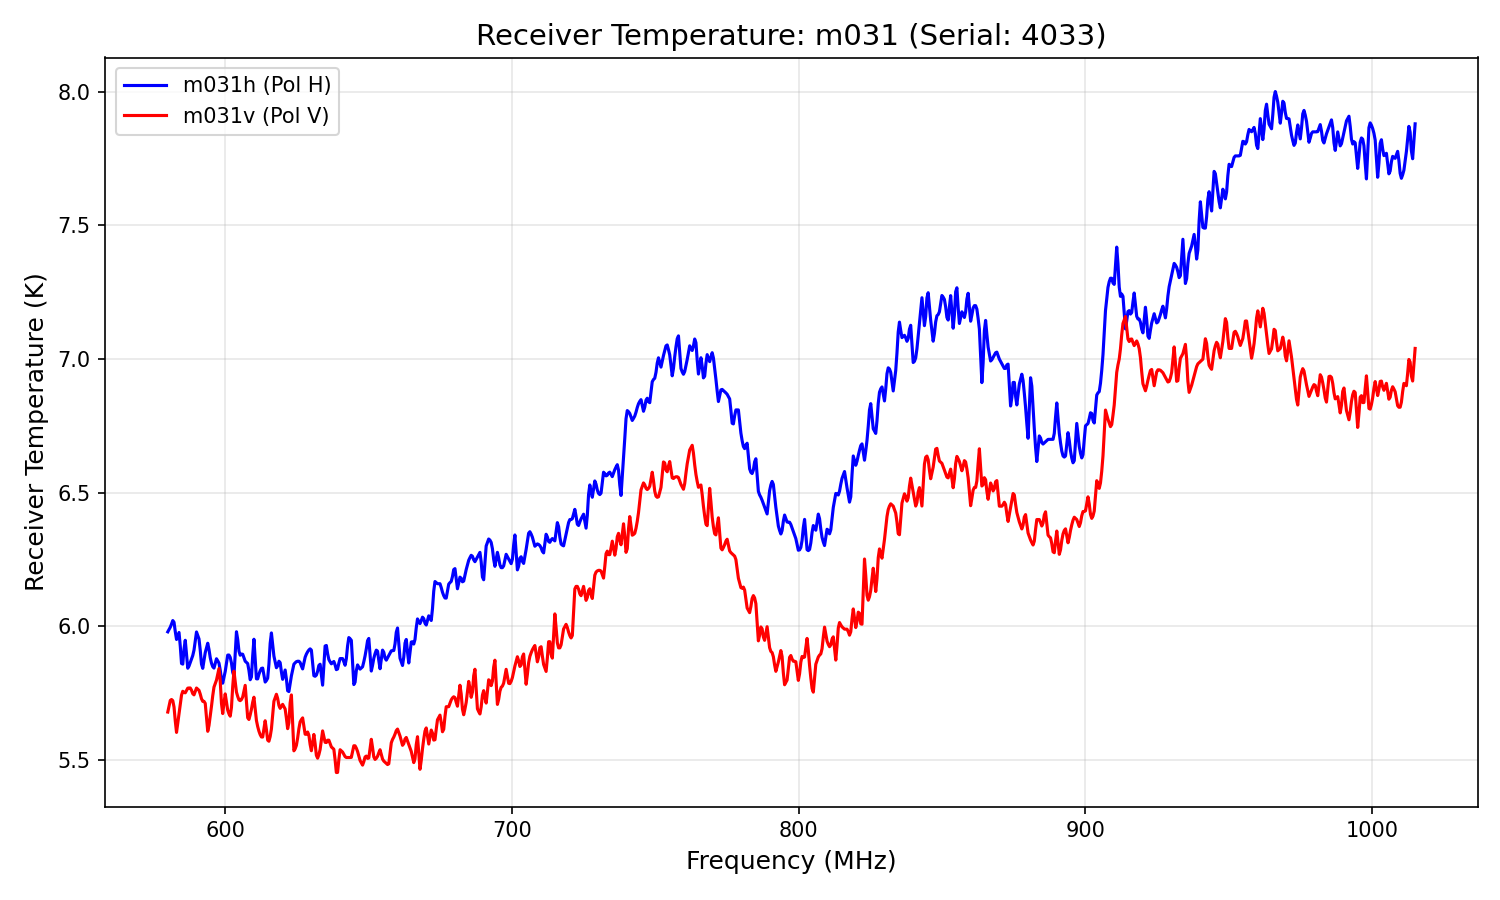 Receiver Temperature: m031 (Serial: 4033)
m031h (Pol H)
m031v (Pol V)
Receiver Temperature (K)
8.0
7.5
7.0
6.5
6.0
5.5
600 700 800 900 1000
Frequency (MHz)